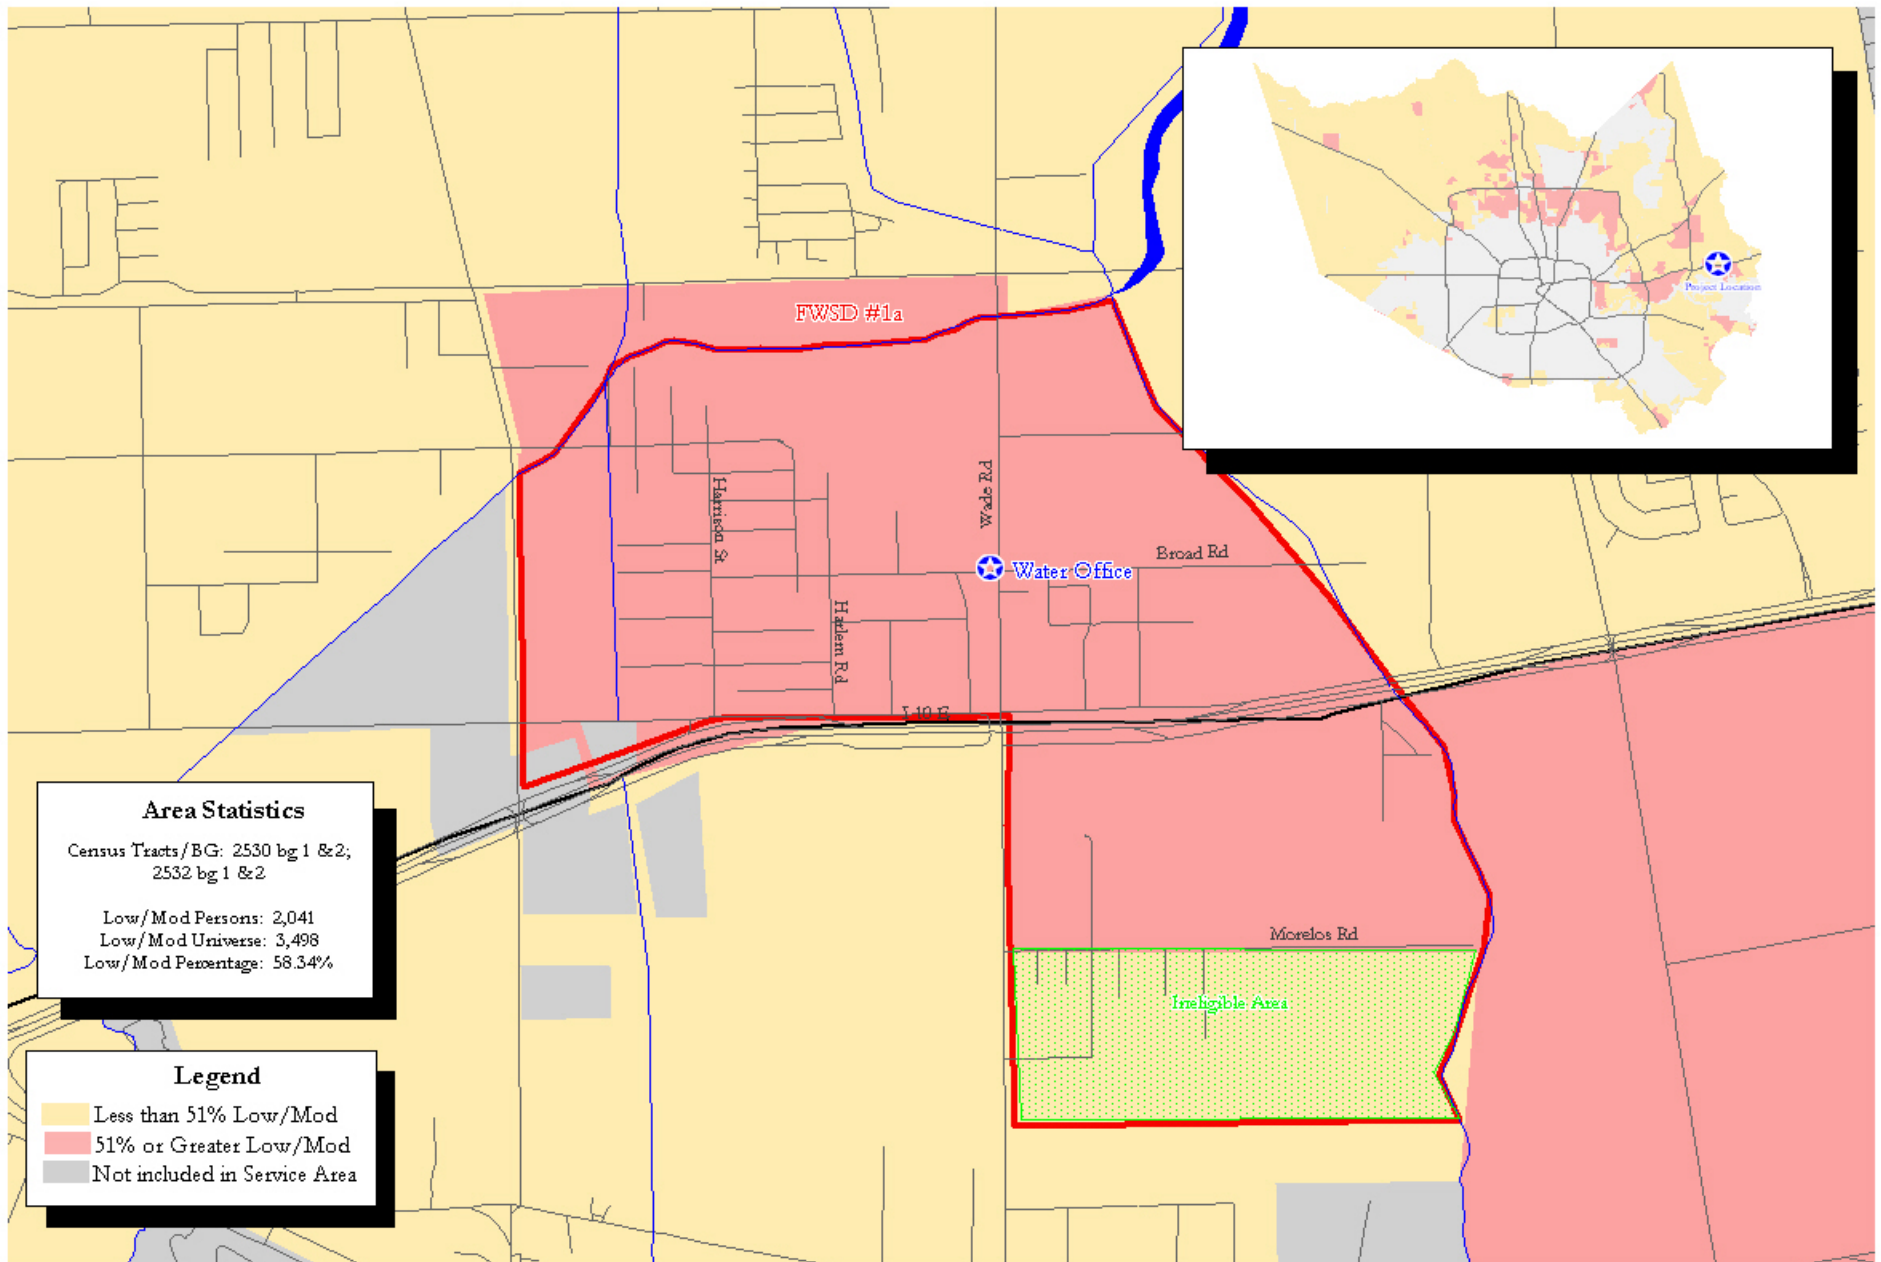 Project Location
FWSD #1a
Harrison St
Wade Rd
Broad Rd
Water Office
Harlem Rd
I-10 E
Area Statistics
Census Tracts/BG: 2530 bg 1 &2;
2532 bg 1 &2
Low/Mod Persons: 2,041
Low/Mod Universe: 3,498
Low/Mod Percentage: 58.34%
Morelos Rd
Ineligible Area
Legend
Less than 51% Low/Mod
51% or Greater Low/Mod
Not included in Service Area